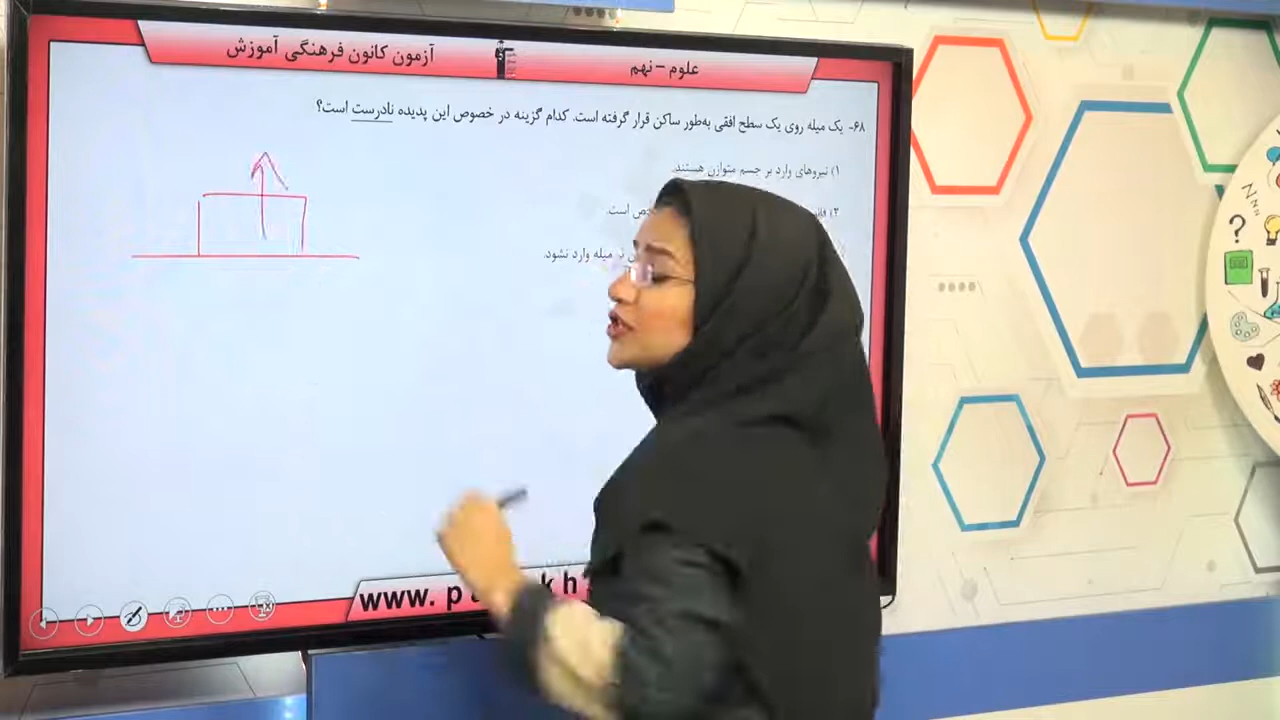 علوم – نهم
آزمون کانون فرهنگی آموزش
۶۸- یک میله روی یک سطح افقی به‌طور ساکن قرار گرفته است. کدام گزینه در خصوص این پدیده نادرست است؟
۱) نیروهای وارد بر جسم متوازن هستند.
است.
میله وارد نشود.
www.